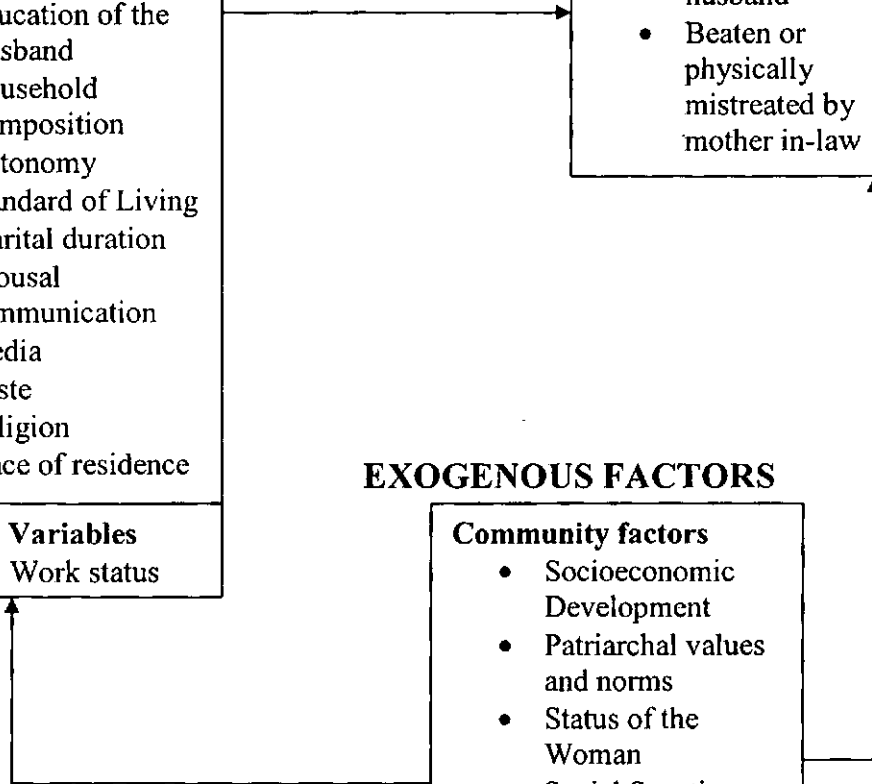 ucation of the
sband
usehold
mposition
tonomy
ndard of Living
rital duration
ousal
mmunication
edia
ste
ligion
ce of residence
Variables
Work status
husband
• Beaten or
physically
mistreated by
mother in-law
EXOGENOUS FACTORS
Community factors
• Socioeconomic
Development
• Patriarchal values
and norms
• Status of the
Woman